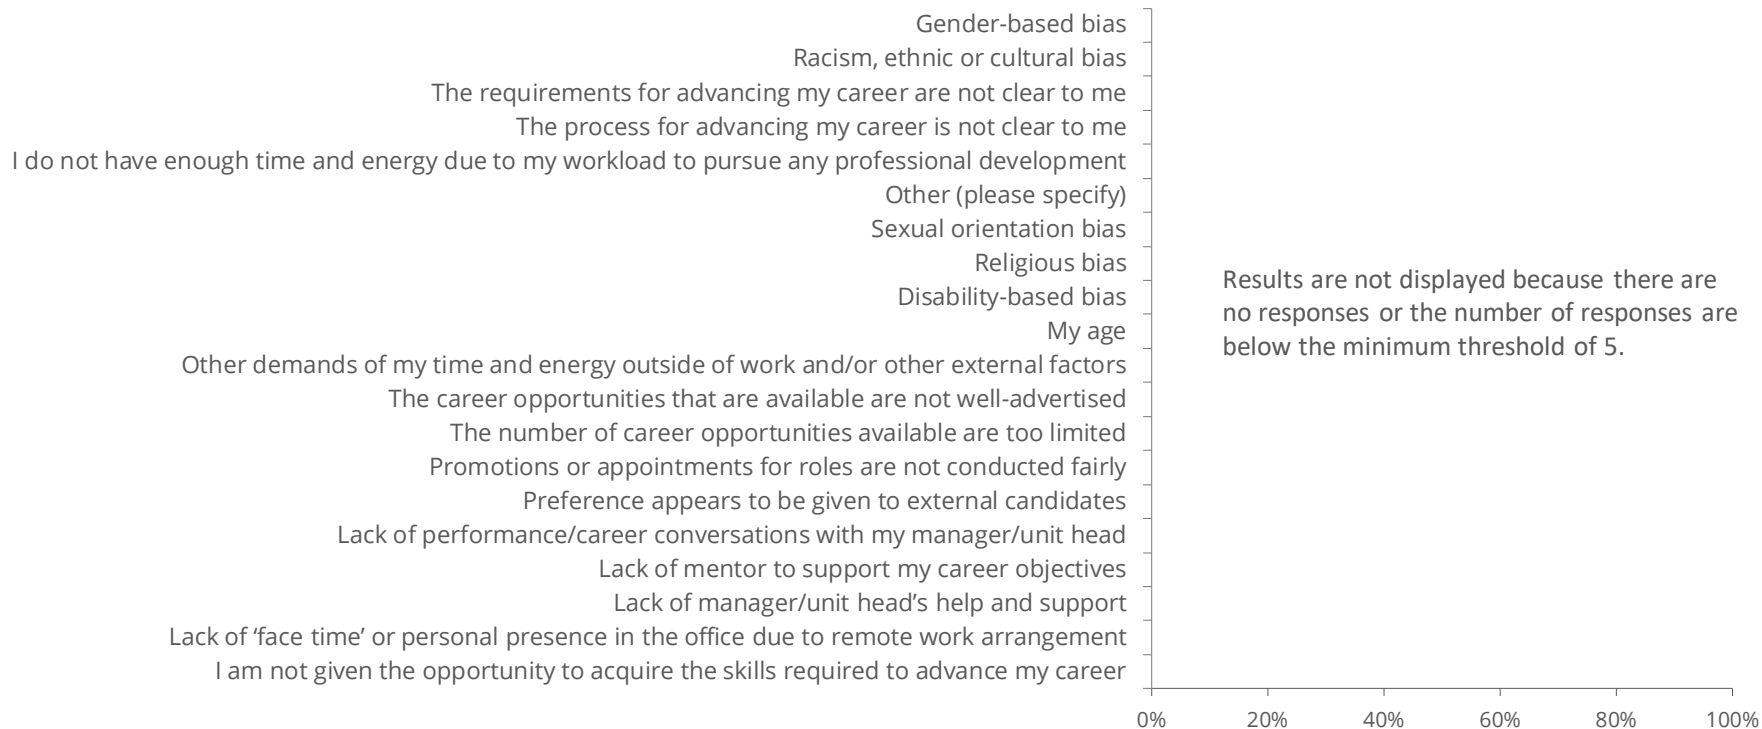 Gender-based bias
Racism, ethnic or cultural bias
The requirements for advancing my career are not clear to me
The process for advancing my career is not clear to me
I do not have enough time and energy due to my workload to pursue any professional development
Other (please specify)
Sexual orientation bias
Religious bias
Disability-based bias
My age
Other demands of my time and energy outside of work and/or other external factors
The career opportunities that are available are not well-advertised
The number of career opportunities available are too limited
Promotions or appointments for roles are not conducted fairly
Preference appears to be given to external candidates
Lack of performance/career conversations with my manager/unit head
Lack of mentor to support my career objectives
Lack of manager/unit head’s help and support
Lack of ‘face time’ or personal presence in the office due to remote work arrangement
I am not given the opportunity to acquire the skills required to advance my career
Results are not displayed because there are
no responses or the number of responses are
below the minimum threshold of 5.
0% 20% 40% 60% 80% 100%